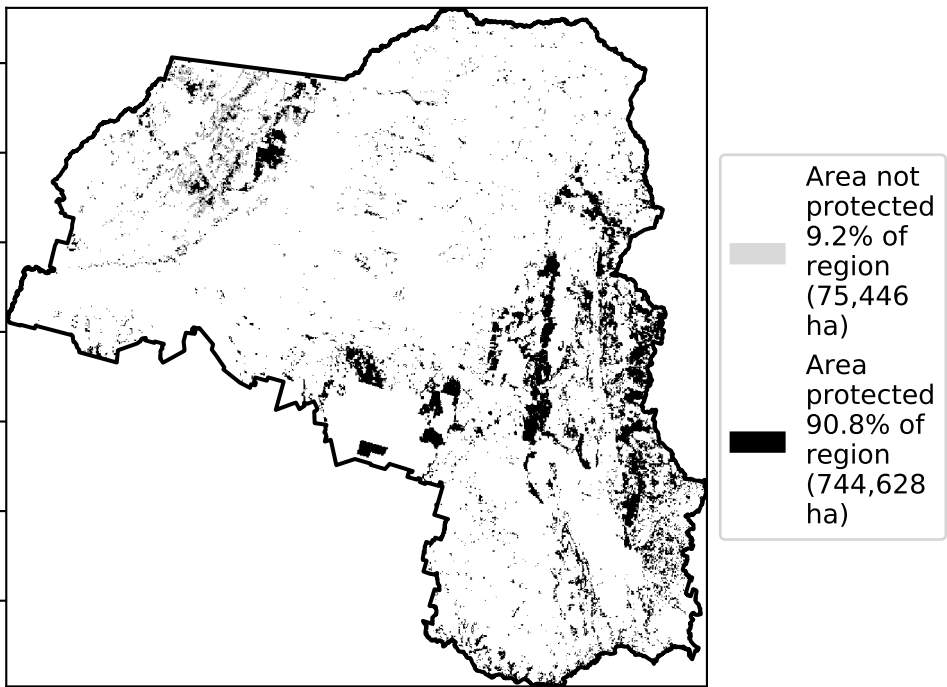 Area not
protected
9.2% of
region
(75,446
ha)
Area
protected
90.8% of
region
(744,628
ha)